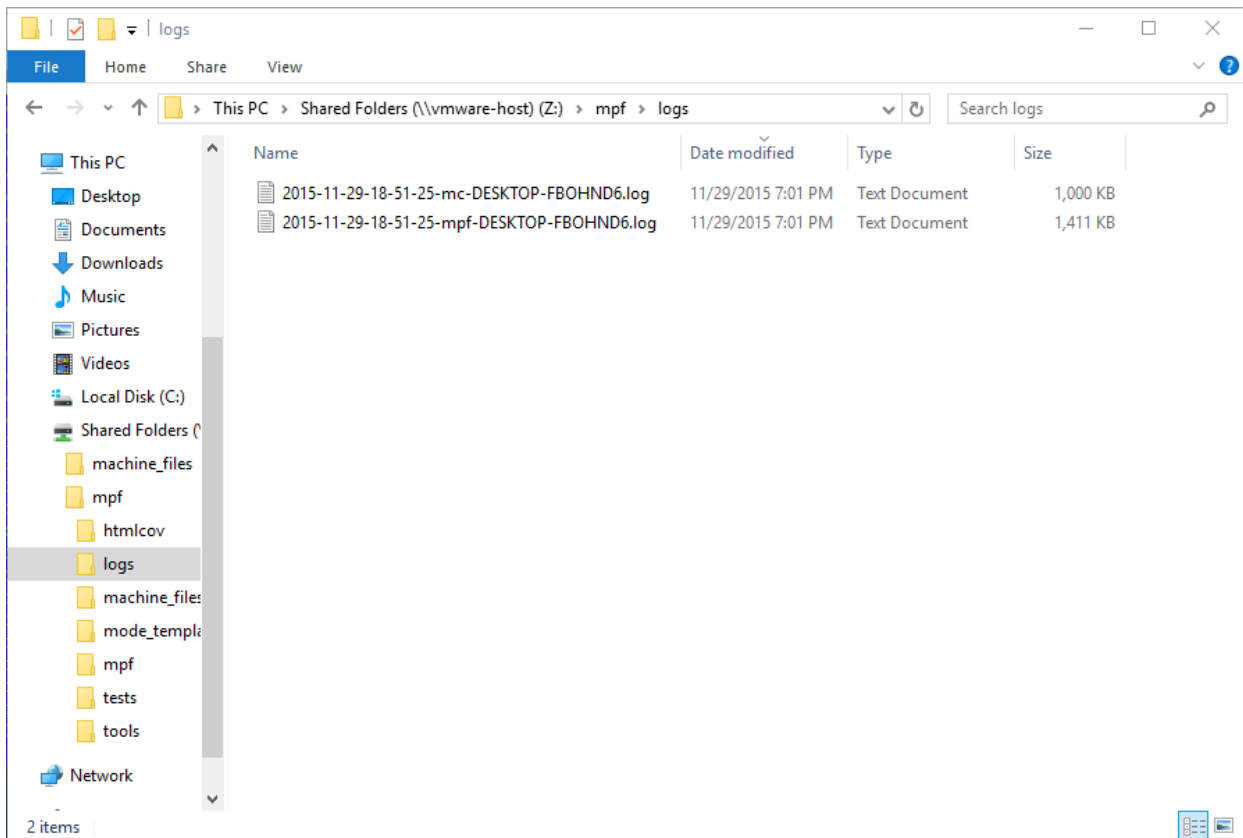 logs
File Home Share View
This PC > Shared Folders (\\vmware-host) (Z:) > mpf > logs
Search logs
Name Date modified Type Size
2015-11-29-18-51-25-mc-DESKTOP-FBOHND6.log 11/29/2015 7:01 PM Text Document 1,000 KB
2015-11-29-18-51-25-mpf-DESKTOP-FBOHND6.log 11/29/2015 7:01 PM Text Document 1,411 KB
This PC
Desktop
Documents
Downloads
Music
Pictures
Videos
Local Disk (C:)
Shared Folders (\
machine_files
mpf
htmlcov
logs
machine_files
mode_templa
mpf
tests
tools
Network
2 items